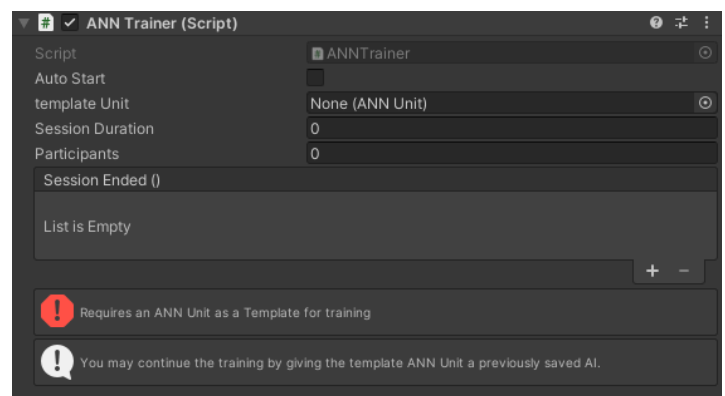 ANN Trainer (Script)
Script ANNTrainer
Auto Start
template Unit None (ANN Unit)
Session Duration 0
Participants 0
Session Ended ()
List is Empty
+ −
Requires an ANN Unit as a Template for training
You may continue the training by giving the template ANN Unit a previously saved AI.